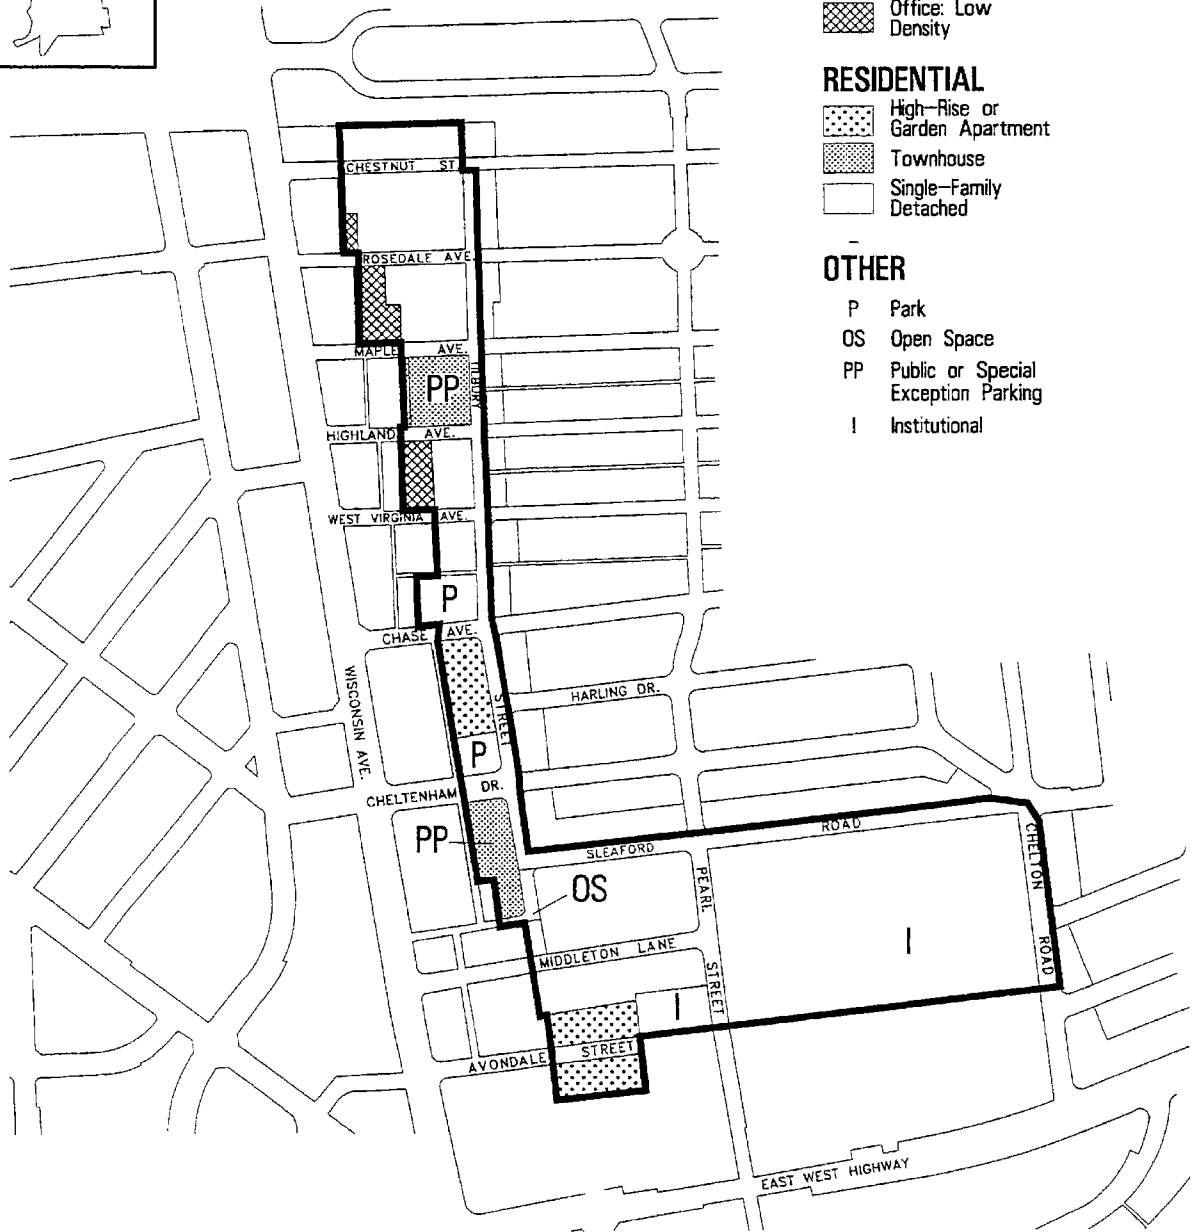 Office: Low
Density
RESIDENTIAL
High-Rise or
Garden Apartment
Townhouse
Single-Family
Detached
OTHER
P Park
OS Open Space
PP Public or Special
Exception Parking
I Institutional
CHESTNUT ST.
ROSEDALE AVE.
MAPLE AVE.
PP
TILBURY
HIGHLAND AVE.
WEST VIRGINIA AVE.
P
CHASE AVE.
WISCONSIN AVE.
STREET
HARLING DR.
P
CHELTENHAM DR.
PP
SLEAFORD ROAD
CHELTON ROAD
OS
PEARL STREET
I
MIDDLETON LANE
I
AVONDALE STREET
EAST WEST HIGHWAY